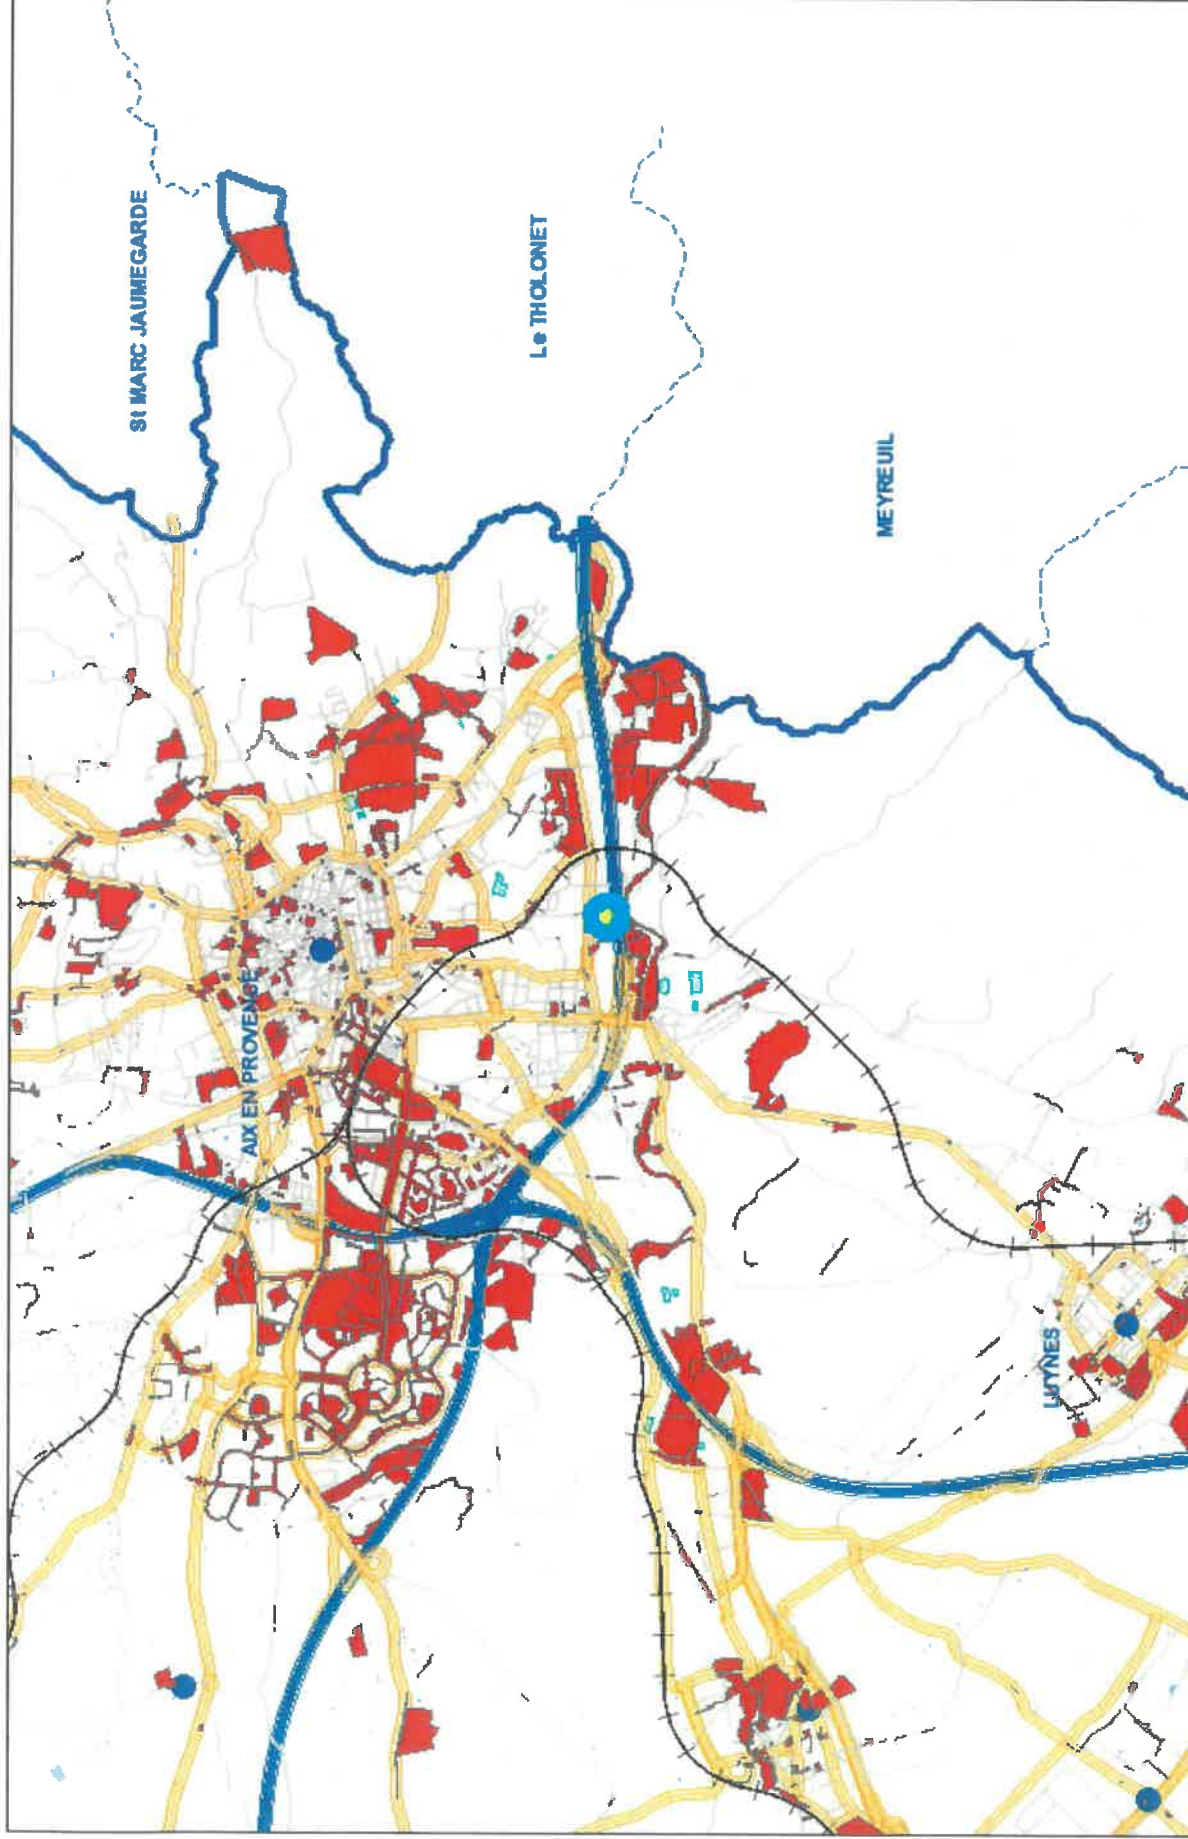 St MARC JAUMEGARDE
Le THOLONET
MEYREUIL
AIX EN PROVENCE
LUYNES